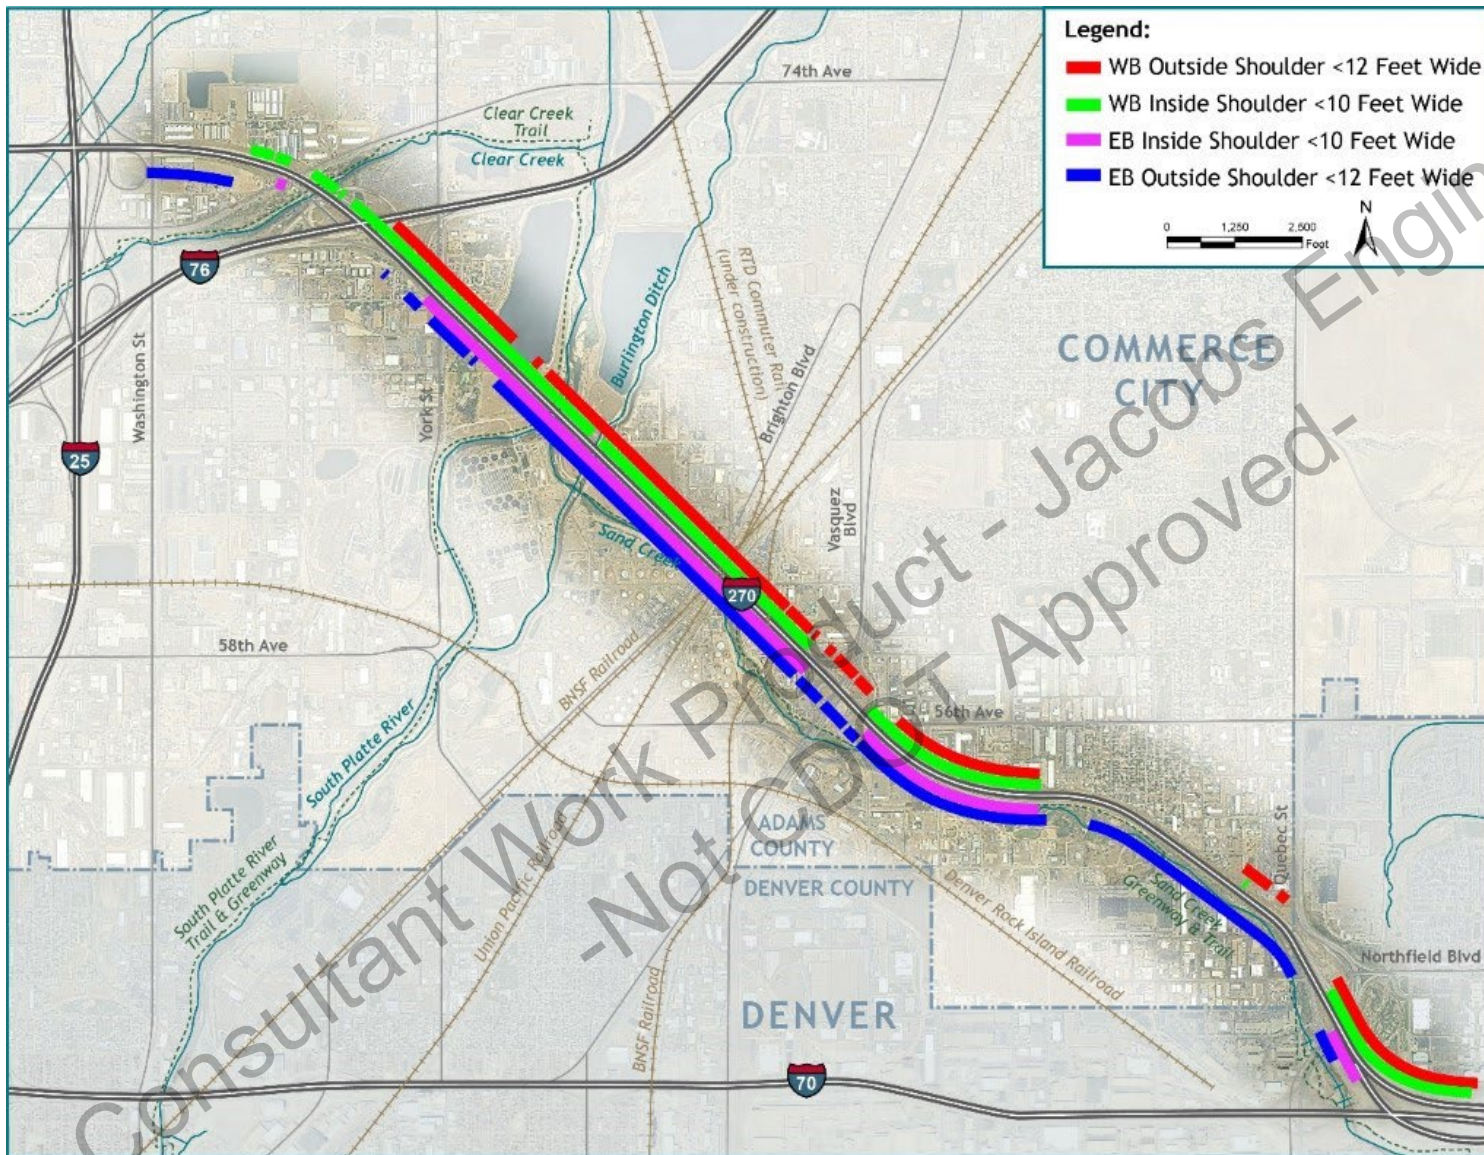 Legend:
WB Outside Shoulder <12 Feet Wide
WB Inside Shoulder <10 Feet Wide
EB Inside Shoulder <10 Feet Wide
EB Outside Shoulder <12 Feet Wide
N
0 1,250 2,500
Foot
74th Ave
Clear Creek
Trail
Clear Creek
76
Burlington Ditch
RTD Commuter Rail
(under construction)
Brighton Blvd
COMMERCE
CITY
Washington St
York St
25
Vasquez
Blvd
Sand Creek
270
58th Ave
BNSF Railroad
56th Ave
South Platte River
ADAMS
COUNTY
DENVER COUNTY
Quebec St
South Platte River
Trail & Greenway
Union Pacific Railroad
Denver Rock Island Railroad
Sand Creek
Greenway & Trail
Northfield Blvd
BNSF Railroad
DENVER
70
Consultant Work Product - Jacobs Engin
-Not CDOT Approved-